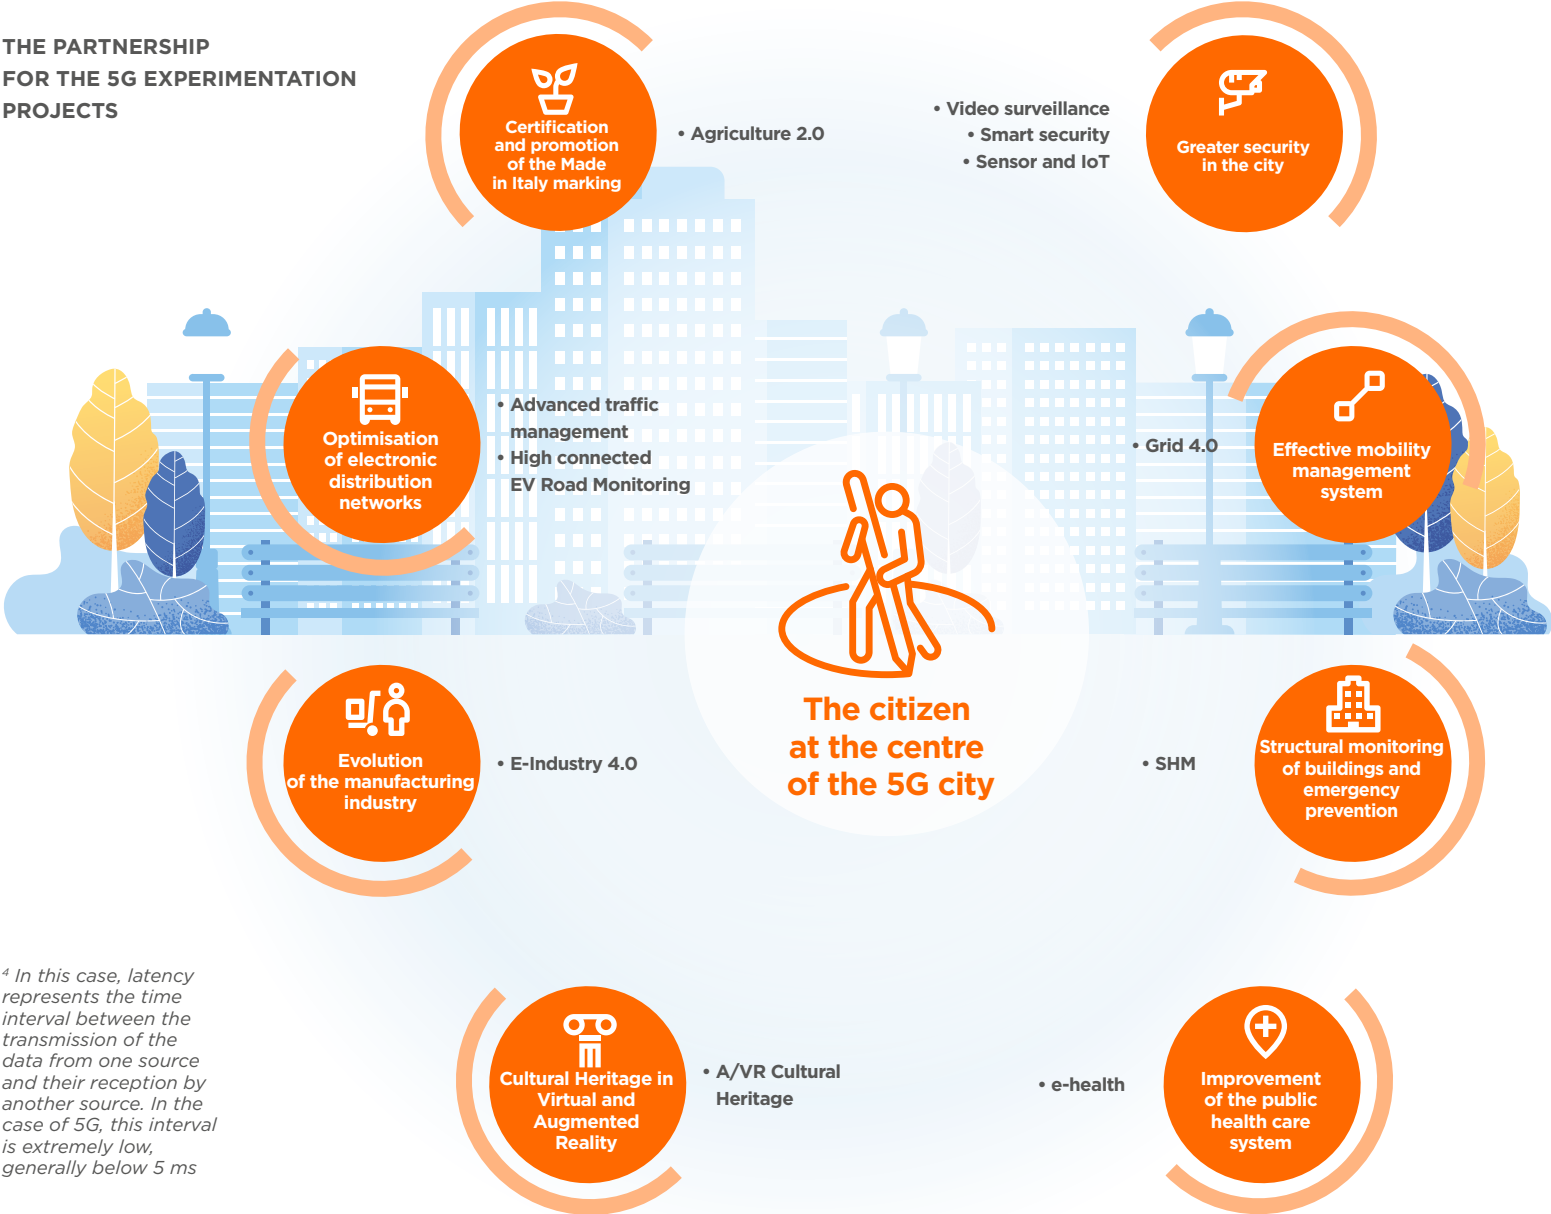 THE PARTNERSHIP
FOR THE 5G EXPERIMENTATION
PROJECTS
Certification
and promotion
of the Made
in Italy marking
• Agriculture 2.0
• Video surveillance
• Smart security
• Sensor and IoT
Greater security
in the city
Optimisation
of electronic
distribution
networks
• Advanced traffic
management
• High connected
EV Road Monitoring
• Grid 4.0
Effective mobility
management
system
The citizen
at the centre
of the 5G city
Evolution
of the manufacturing
industry
• E-Industry 4.0
• SHM
Structural monitoring
of buildings and
emergency
prevention
⁴ In this case, latency
represents the time
interval between the
transmission of the
data from one source
and their reception by
another source. In the
case of 5G, this interval
is extremely low,
generally below 5 ms
Cultural Heritage in
Virtual and
Augmented
Reality
• A/VR Cultural
Heritage
• e-health
Improvement
of the public
health care
system